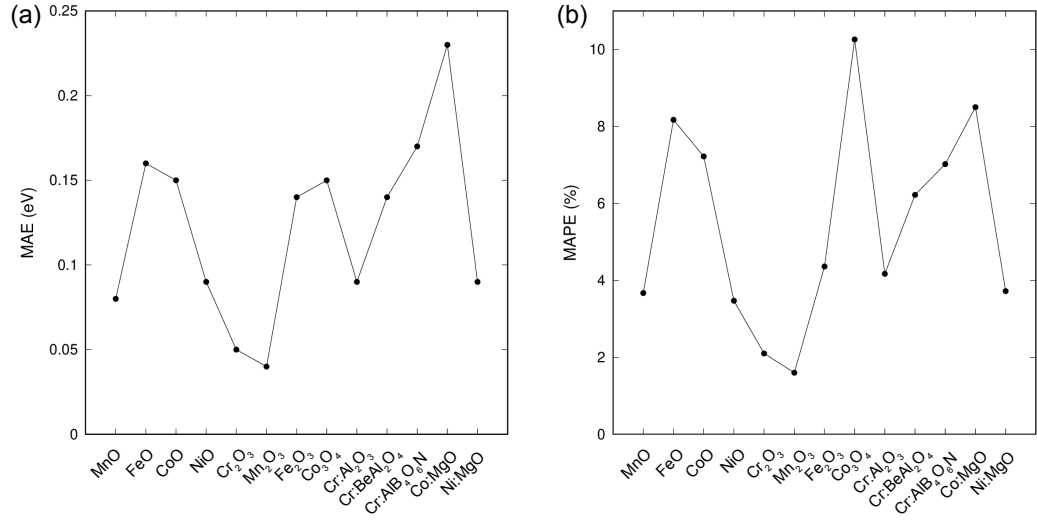 (a)
MAE (eV)
0.25
0.2
0.15
0.1
0.05
0
MnO
FeO
CoO
NiO
Cr₂O₃
Mn₂O₃
Fe₂O₃
Co₃O₄
Cr:Al₂O₃
Cr:BeAl₂O₄
Cr:AlB₄O₆N
Co:MgO
Ni:MgO
(b)
MAPE (%)
10
8
6
4
2
0
MnO
FeO
CoO
NiO
Cr₂O₃
Mn₂O₃
Fe₂O₃
Co₃O₄
Cr:Al₂O₃
Cr:BeAl₂O₄
Cr:AlB₄O₆N
Co:MgO
Ni:MgO